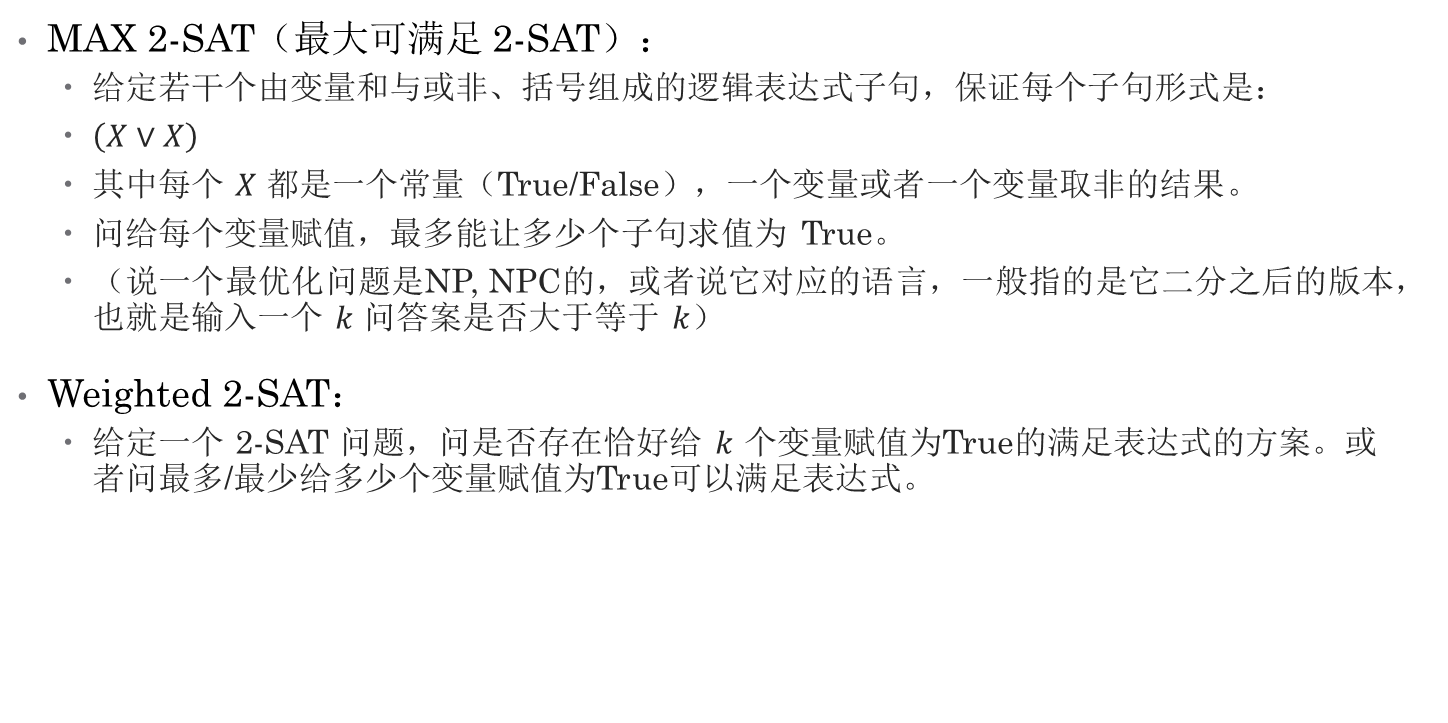 • MAX 2-SAT（最大可满足 2-SAT）：
• 给定若干个由变量和与或非、括号组成的逻辑表达式子句，保证每个子句形式是：
• (X ∨ X)
• 其中每个 X 都是一个常量（True/False），一个变量或者一个变量取非的结果。
• 问给每个变量赋值，最多能让多少个子句求值为 True。
• （说一个最优化问题是NP, NPC的，或者说它对应的语言，一般指的是它二分之后的版本，
也就是输入一个 k 问答案是否大于等于 k）
• Weighted 2-SAT：
• 给定一个 2-SAT 问题，问是否存在恰好给 k 个变量赋值为True的满足表达式的方案。或
者问最多/最少给多少个变量赋值为True可以满足表达式。